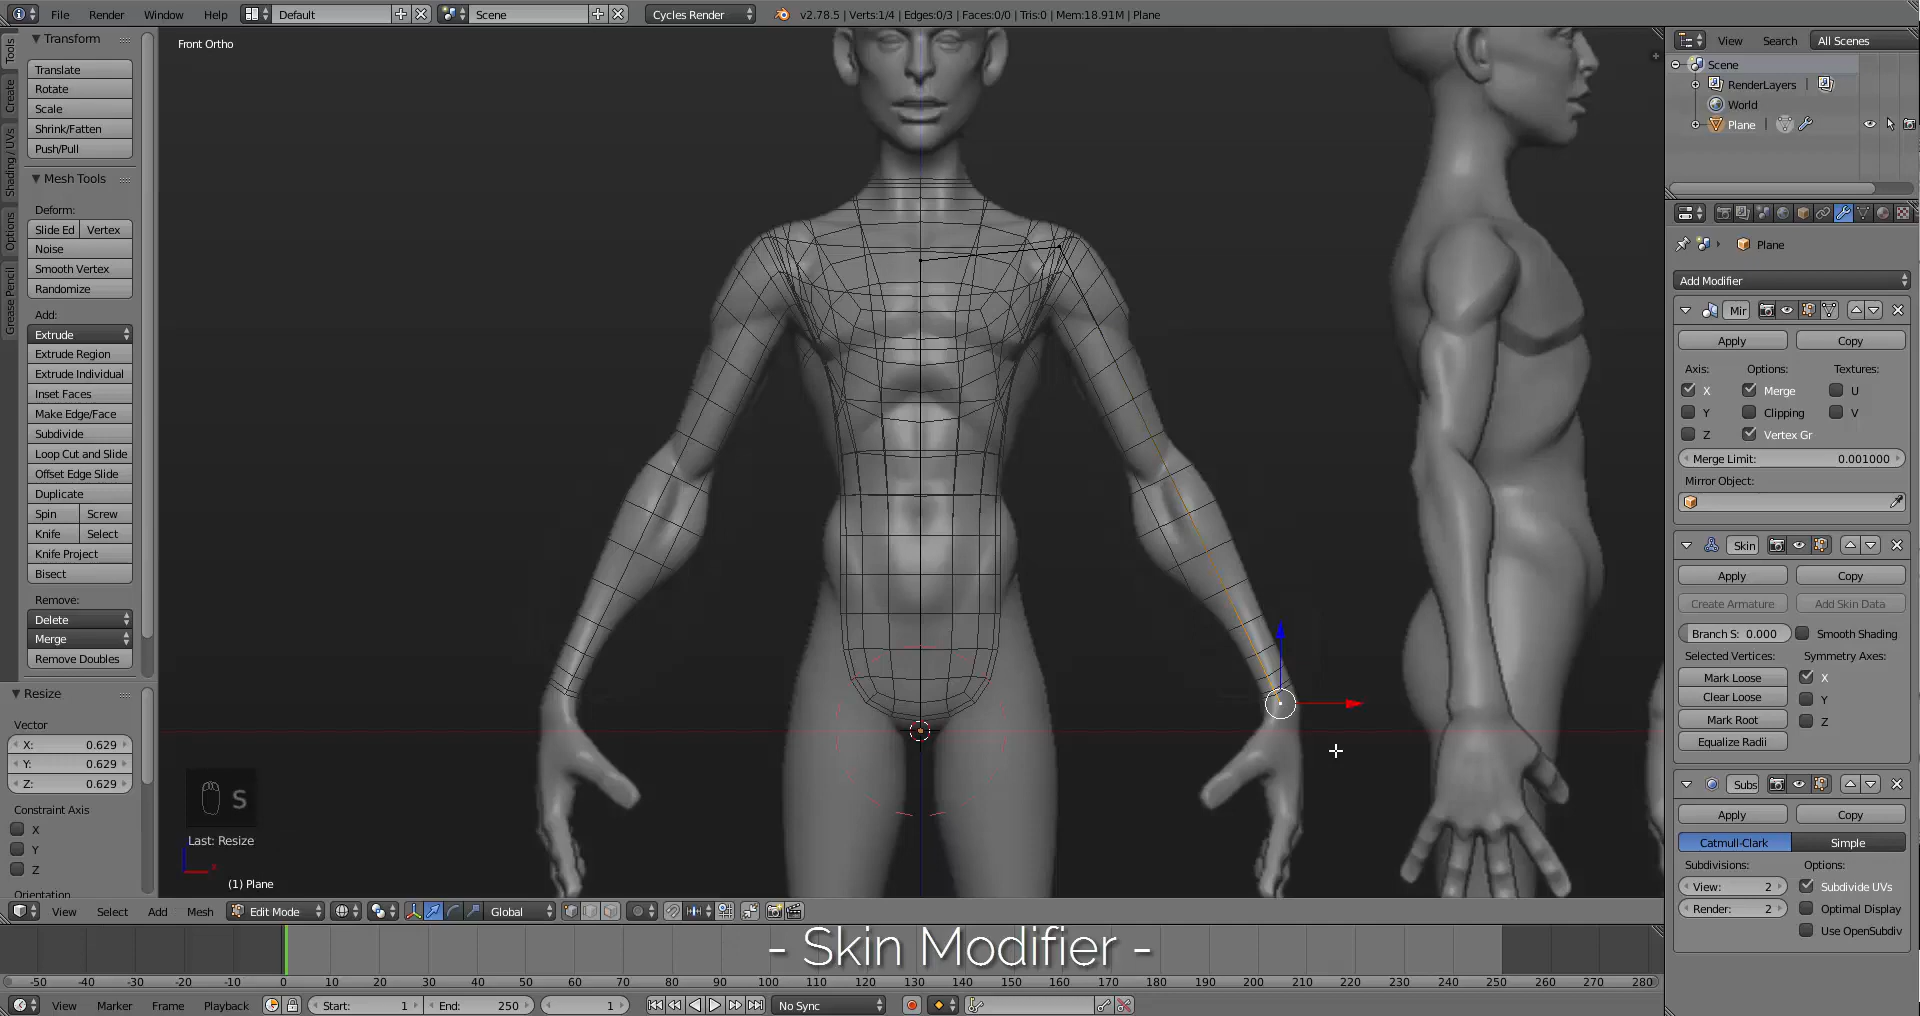 File Render Window Help Default Scene Cycles Render v2.78.5 | Verts:1/4 | Edges:0/3 | Faces:0/0 | Tris:0 | Mem:18.91M | Plane
Tools
Create
Shading / UVs
Options
Grease Pencil
Transform
Translate
Rotate
Scale
Shrink/Fatten
Push/Pull
Mesh Tools
Deform:
Slide Ed Vertex
Noise
Smooth Vertex
Randomize
Add:
Extrude
Extrude Region
Extrude Individual
Inset Faces
Make Edge/Face
Subdivide
Loop Cut and Slide
Offset Edge Slide
Duplicate
Spin Screw
Knife Select
Knife Project
Bisect
Remove:
Delete
Merge
Remove Doubles
Resize
Vector
X: 0.629
Y: 0.629
Z: 0.629
Constraint Axis
X
Y
Z
Orientation
Front Ortho
S
Last: Resize
(1) Plane
View Search All Scenes
Scene
RenderLayers |
World
Plane |
Plane
Add Modifier
Mir
Apply Copy
Axis: Options: Textures:
X Merge U
Y Clipping V
Z Vertex Gr
Merge Limit: 0.001000
Mirror Object:
Skin
Apply Copy
Create Armature Add Skin Data
Branch S: 0.000 Smooth Shading
Selected Vertices: Symmetry Axes:
Mark Loose X
Clear Loose Y
Mark Root Z
Equalize Radii
Subs
Apply Copy
Catmull-Clark Simple
Subdivisions: Options:
View: 2 Subdivide UVs
Render: 2 Optimal Display
Use OpenSubdiv
View Select Add Mesh Edit Mode Global
- Skin Modifier -
-50 -40 -30 -20 -10 0 10 20 30 40 50 60 70 80 90 100 110 120 130 140 150 160 170 180 190 200 210 220 230 240 250 260 270 280
View Marker Frame Playback Start: 1 End: 250 1 No Sync